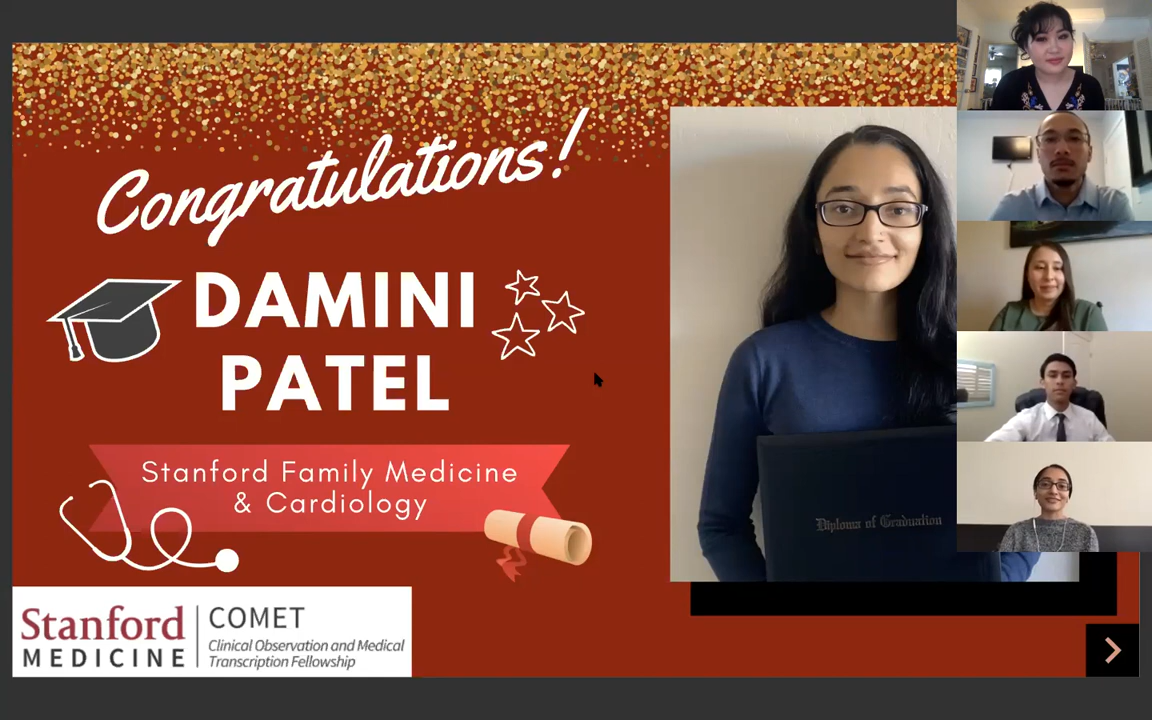 Congratulations!
DAMINI
PATEL
Stanford Family Medicine
& Cardiology
Diploma of Graduation
Stanford
MEDICINE
COMET
Clinical Observation and Medical
Transcription Fellowship